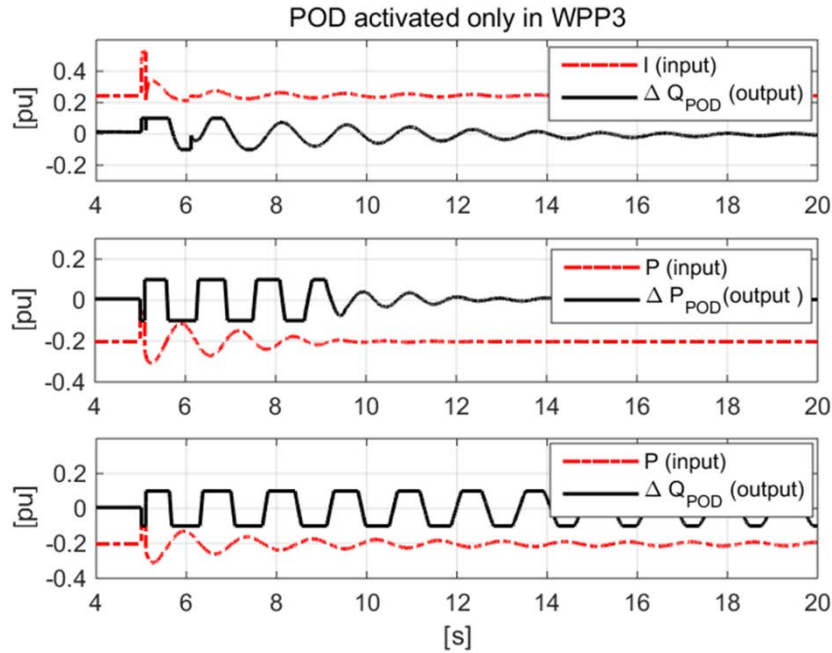 POD activated only in WPP3
[pu]
0.4
0.2
0
-0.2
I (input)
Δ Q_POD (output)
4 6 8 10 12 14 16 18 20
[pu]
0.2
0
-0.2
-0.4
P (input)
Δ P_POD(output )
4 6 8 10 12 14 16 18 20
[pu]
0.2
0
-0.2
-0.4
P (input)
Δ Q_POD (output)
4 6 8 10 12 14 16 18 20
[s]